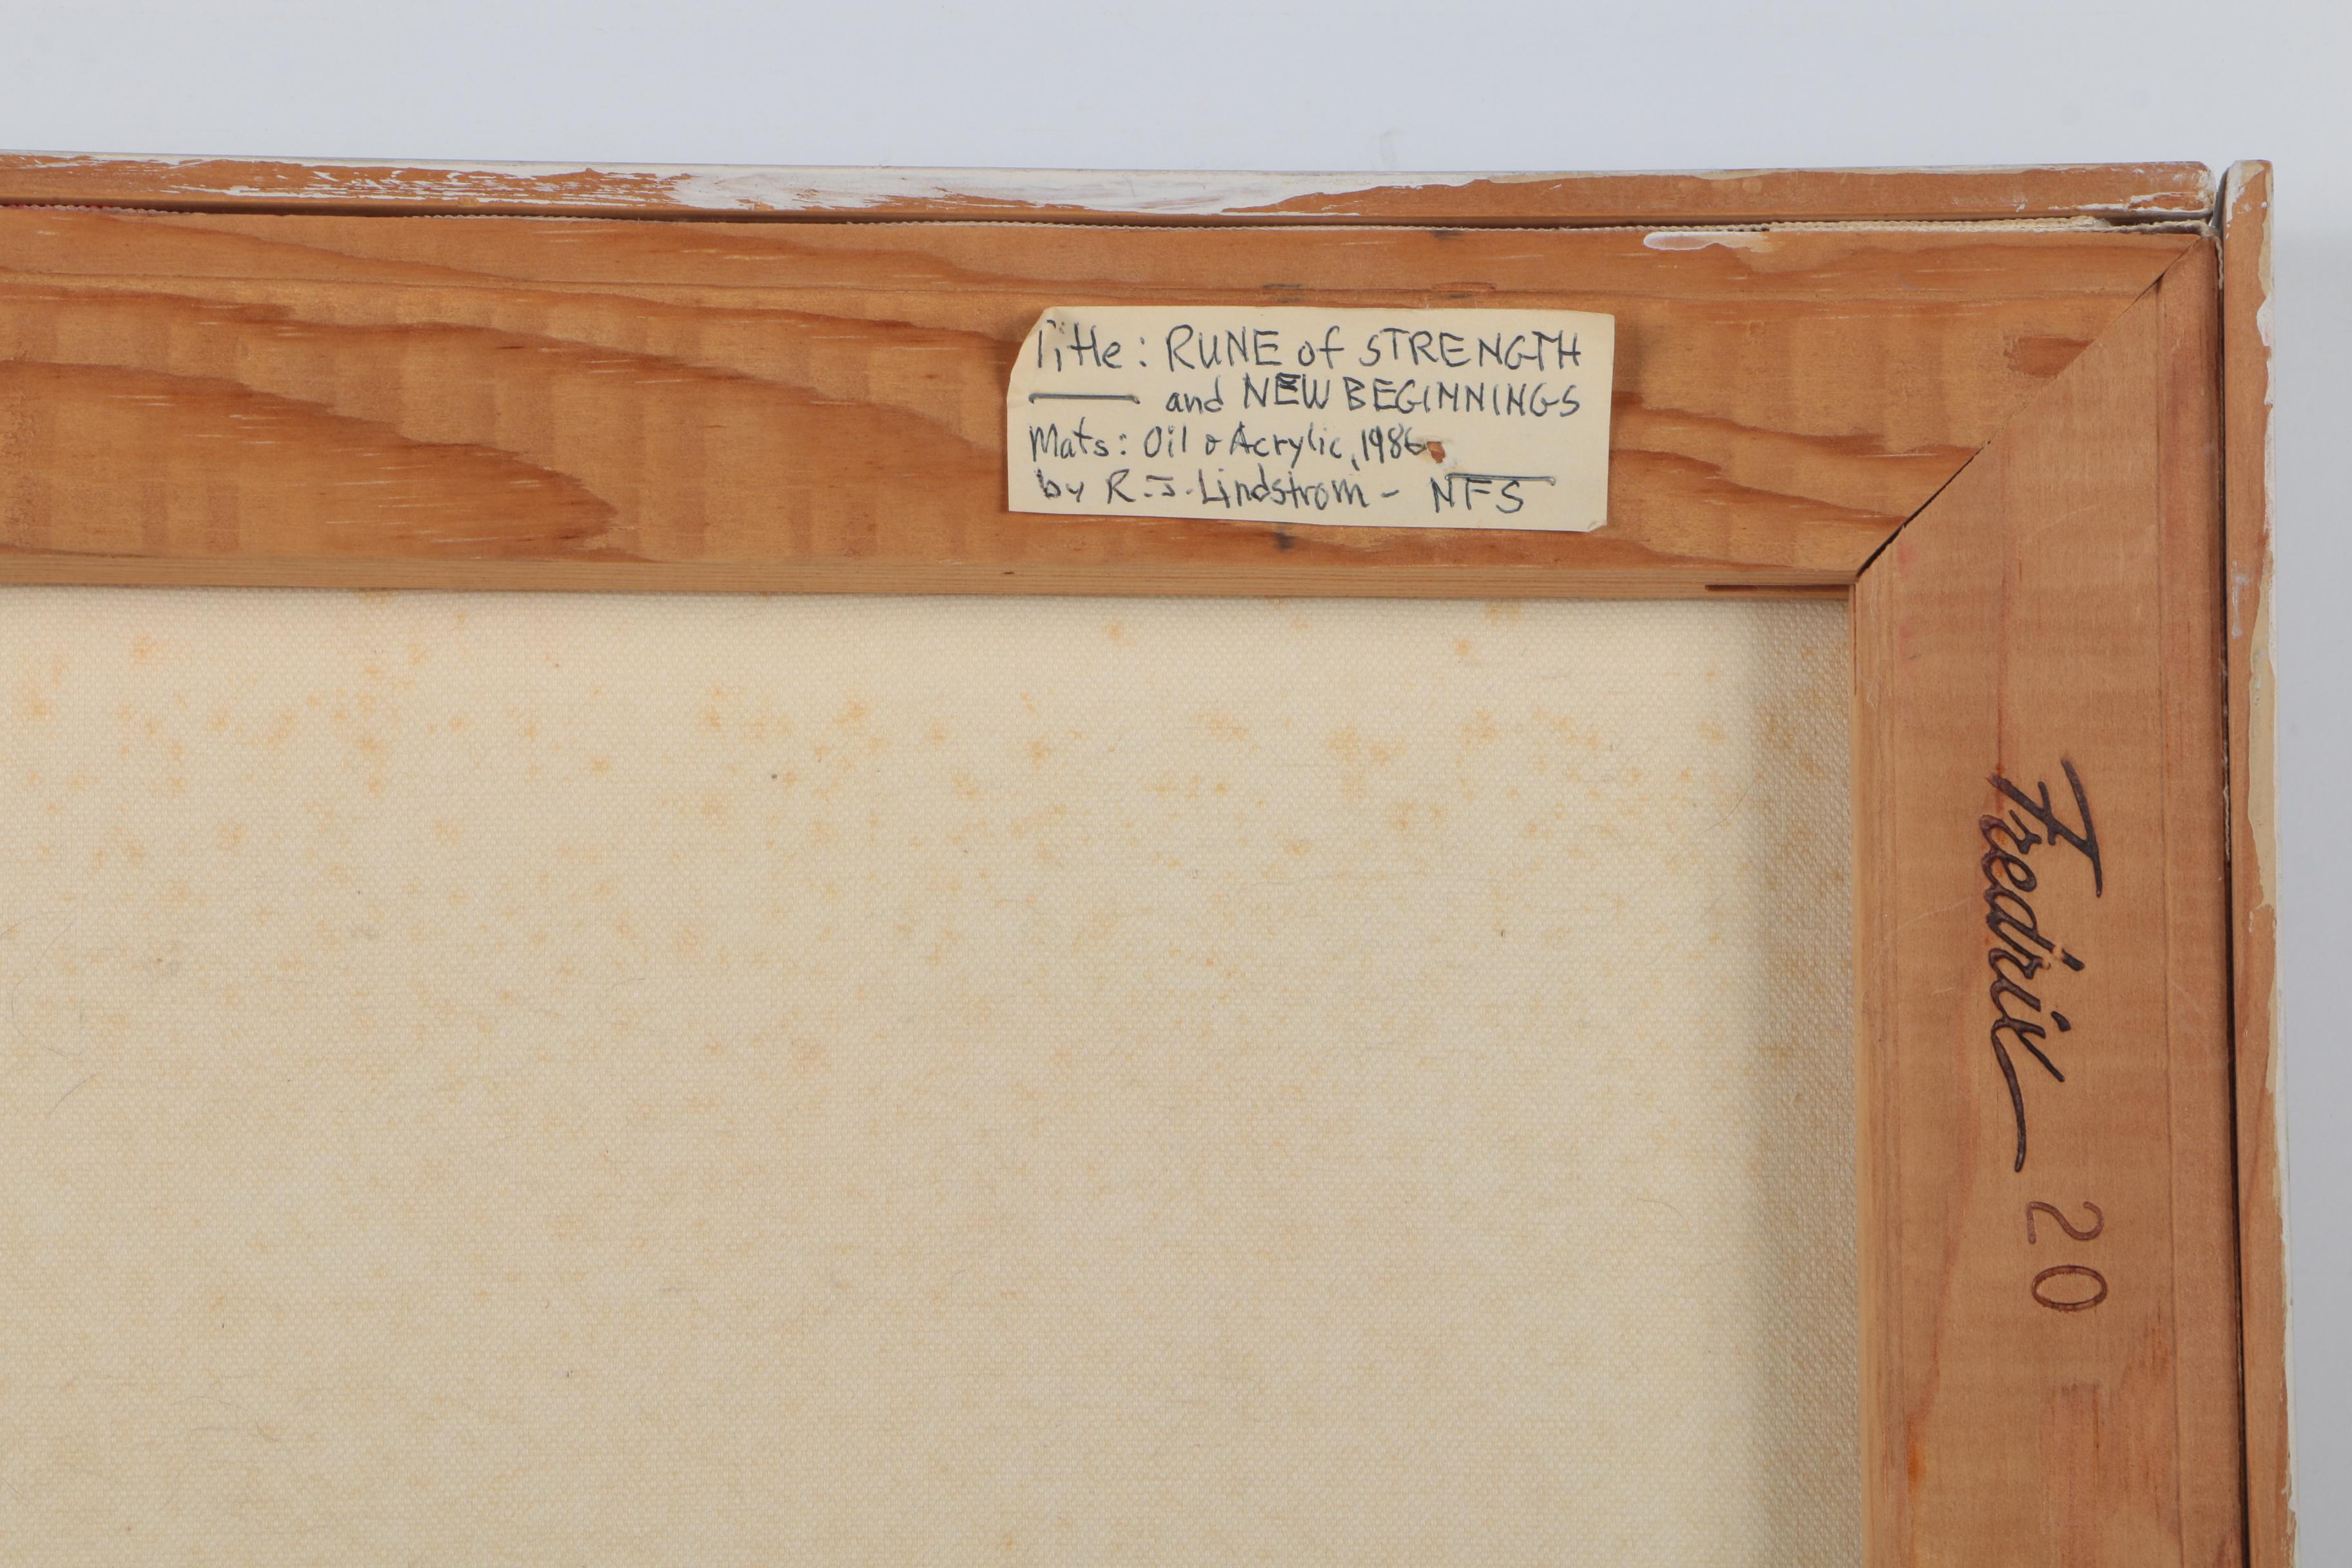 Title: RUNE of STRENGTH
and NEW BEGINNINGS
Mats: Oil & Acrylic, 1986
by R.J. Lindstrom - NFS
Fredrix 20